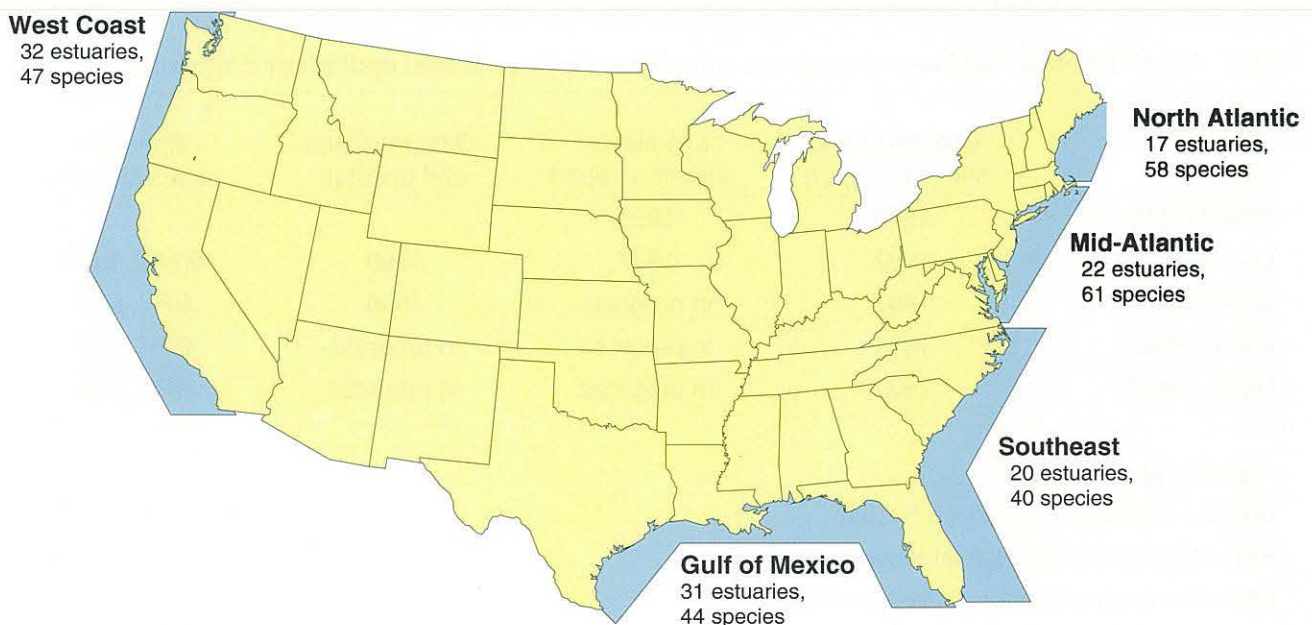 West Coast
32 estuaries,
47 species
North Atlantic
17 estuaries,
58 species
Mid-Atlantic
22 estuaries,
61 species
Southeast
20 estuaries,
40 species
Gulf of Mexico
31 estuaries,
44 species